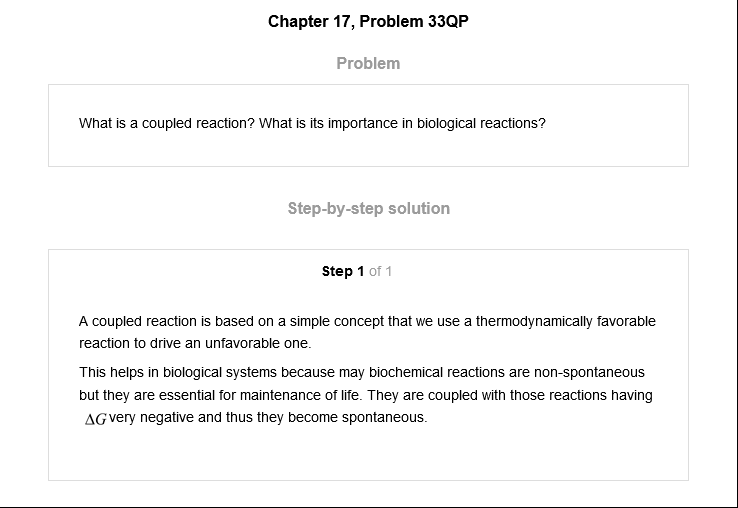 Chapter 17, Problem 33QP
Problem
What is a coupled reaction? What is its importance in biological reactions?
Step-by-step solution
Step 1 of 1
A coupled reaction is based on a simple concept that we use a thermodynamically favorable
reaction to drive an unfavorable one.
This helps in biological systems because may biochemical reactions are non-spontaneous
but they are essential for maintenance of life. They are coupled with those reactions having
ΔG very negative and thus they become spontaneous.